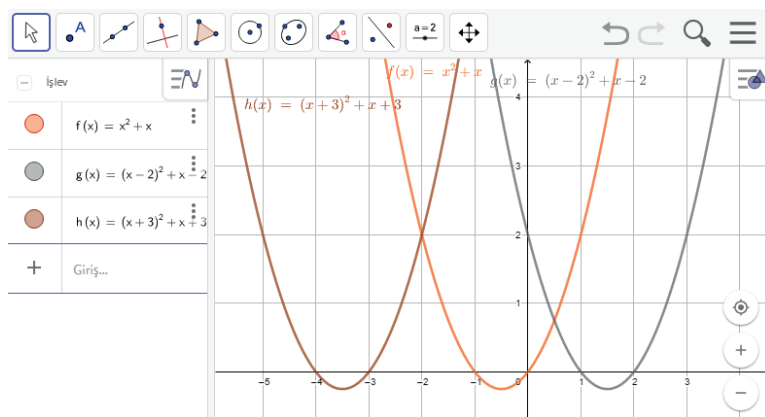 A
α
a=2
İşlev
f(x) = x² + x
g(x) = (x − 2)² + x − 2
h(x) = (x + 3)² + x + 3
Giriş...
f(x) = x² + x
g(x) = (x − 2)² + x − 2
h(x) = (x + 3)² + x + 3
4
3
2
1
−5 −4 −3 −2 −1 0 1 2 3